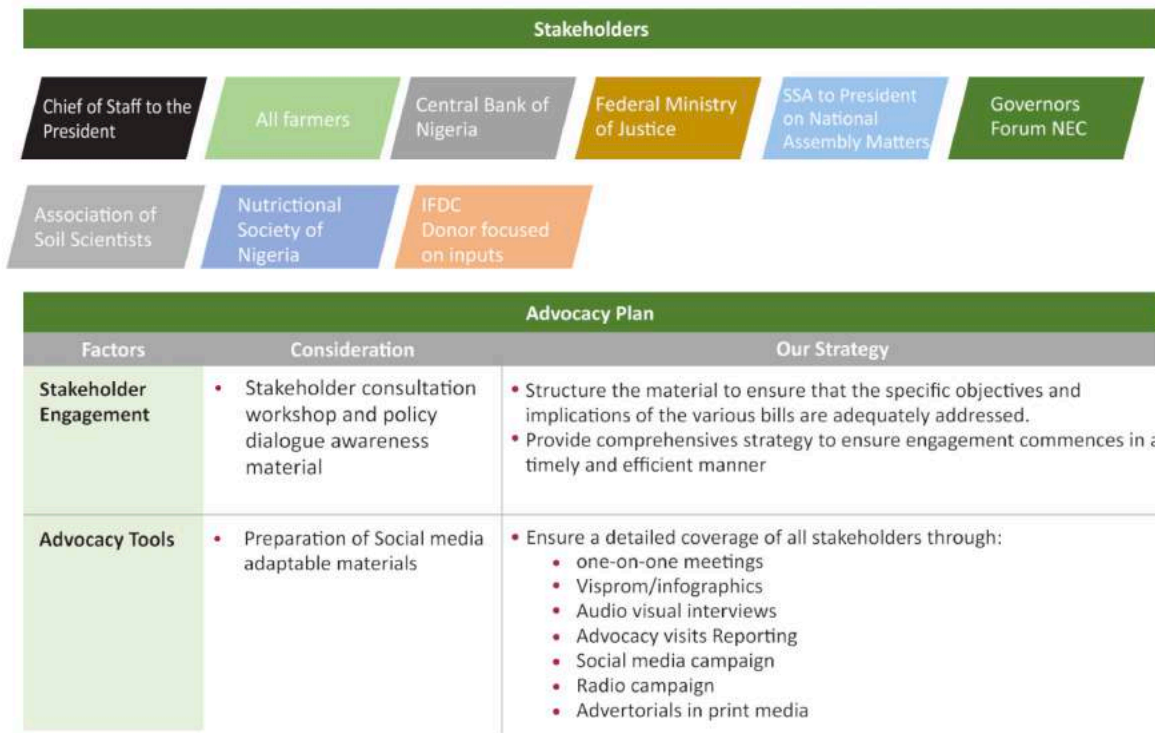 Stakeholders
Chief of Staff to the
President
All farmers
Central Bank of
Nigeria
Federal Ministry
of Justice
SSA to President
on National
Assembly Matters
Governors
Forum NEC
Association of
Soil Scientists
Nutrictional
Society of
Nigeria
IFDC
Donor focused
on inputs
Advocacy Plan
Factors
Consideration
Our Strategy
Stakeholder
Engagement
• Stakeholder consultation
workshop and policy
dialogue awareness
material
• Structure the material to ensure that the specific objectives and
implications of the various bills are adequately addressed.
• Provide comprehensives strategy to ensure engagement commences in a
timely and efficient manner
Advocacy Tools
• Preparation of Social media
adaptable materials
• Ensure a detailed coverage of all stakeholders through:
• one-on-one meetings
• Visprom/infographics
• Audio visual interviews
• Advocacy visits Reporting
• Social media campaign
• Radio campaign
• Advertorials in print media